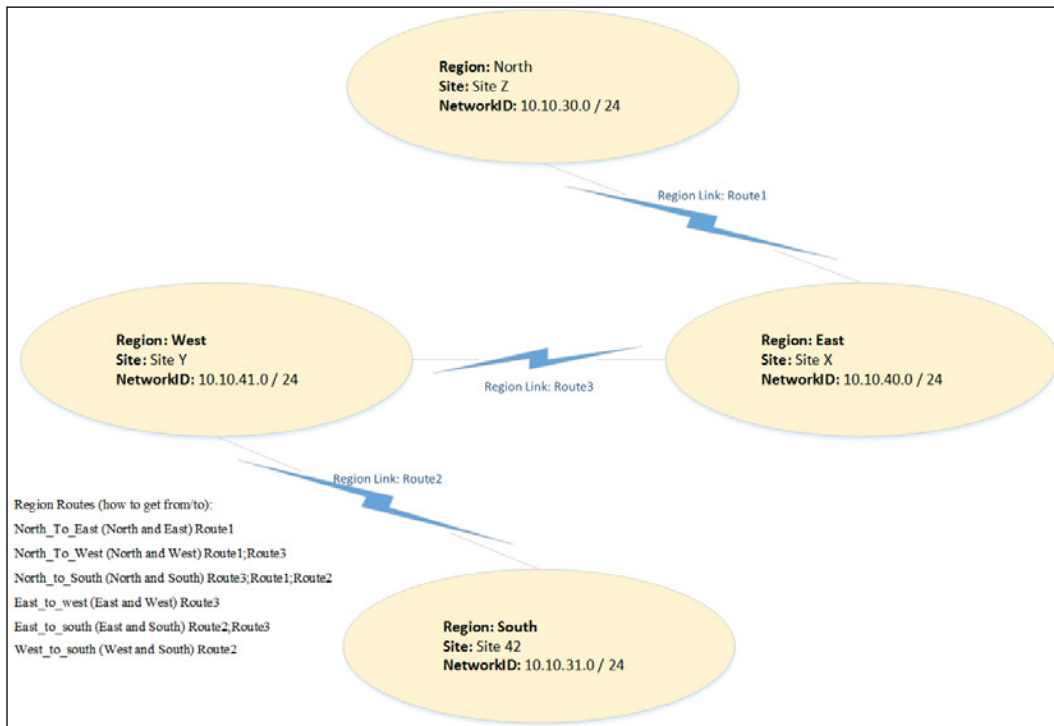 Region: North
Site: Site Z
NetworkID: 10.10.30.0 / 24
Region Link: Route1
Region: West
Site: Site Y
NetworkID: 10.10.41.0 / 24
Region Link: Route3
Region: East
Site: Site X
NetworkID: 10.10.40.0 / 24
Region Link: Route2
Region Routes (how to get from/to):
North_To_East (North and East) Route1
North_To_West (North and West) Route1;Route3
North_to_South (North and South) Route3;Route1;Route2
East_to_west (East and West) Route3
East_to_south (East and South) Route2;Route3
West_to_south (West and South) Route2
Region: South
Site: Site 42
NetworkID: 10.10.31.0 / 24